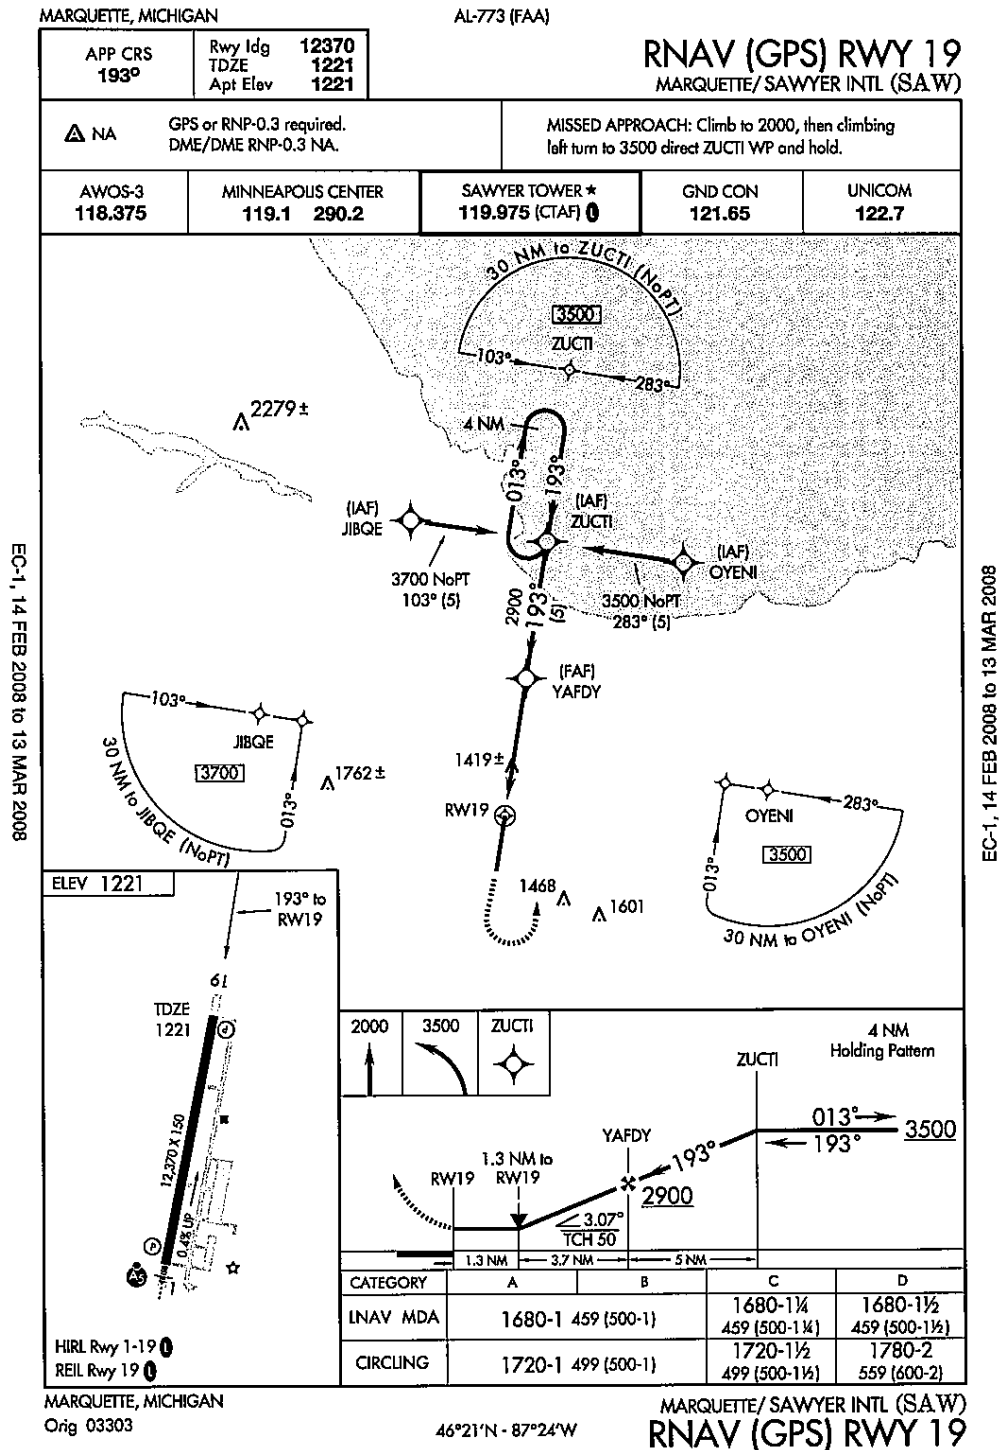 MARQUETTE, MICHIGAN
AL-773 (FAA)
APP CRS
193°
Rwy ldg 12370
TDZE 1221
Apt Elev 1221
RNAV (GPS) RWY 19
MARQUETTE/ SAWYER INTL (SAW)
A NA
GPS or RNP-0.3 required.
DME/DME RNP-0.3 NA.
MISSED APPROACH: Climb to 2000, then climbing
left turn to 3500 direct ZUCTI WP and hold.
AWOS-3
118.375
MINNEAPOLIS CENTER
119.1 290.2
SAWYER TOWER ★
119.975 (CTAF) L
GND CON
121.65
UNICOM
122.7
30 NM to ZUCTI (NoPT)
3500
ZUCTI
103°
283°
2279±
4 NM
013°
193°
(IAF)
JIBQE
(IAF)
ZUCTI
(IAF)
OYENI
3700 NoPT
103° (5)
2900
193°
(5)
3500 NoPT
283° (5)
(FAF)
YAFDY
103°
JIBQE
3700
013°
30 NM to JIBQE (NoPT)
1762±
1419±
RW19
OYENI
283°
3500
013°
30 NM to OYENI (NoPT)
1468
1601
EC-1, 14 FEB 2008 to 13 MAR 2008
EC-1, 14 FEB 2008 to 13 MAR 2008
ELEV 1221
193° to
RW19
19
TDZE
1221
P
12,370 X 150
0.4% UP
P
A5
HIRL Rwy 1-19 L
REIL Rwy 19 L
2000
3500
ZUCTI
4 NM
Holding Pattern
ZUCTI
013°
193°
3500
YAFDY
193°
2900
1.3 NM to
RW19
RW19
3.07°
TCH 50
1.3 NM
3.7 NM
5 NM
CATEGORY A B C D
LNAV MDA 1680-1 459 (500-1) 1680-1¼ 459 (500-1¼) 1680-1½ 459 (500-1½)
CIRCLING 1720-1 499 (500-1) 1720-1½ 499 (500-1½) 1780-2 559 (600-2)
MARQUETTE, MICHIGAN
Orig 03303
46°21'N - 87°24'W
MARQUETTE/ SAWYER INTL (SAW)
RNAV (GPS) RWY 19